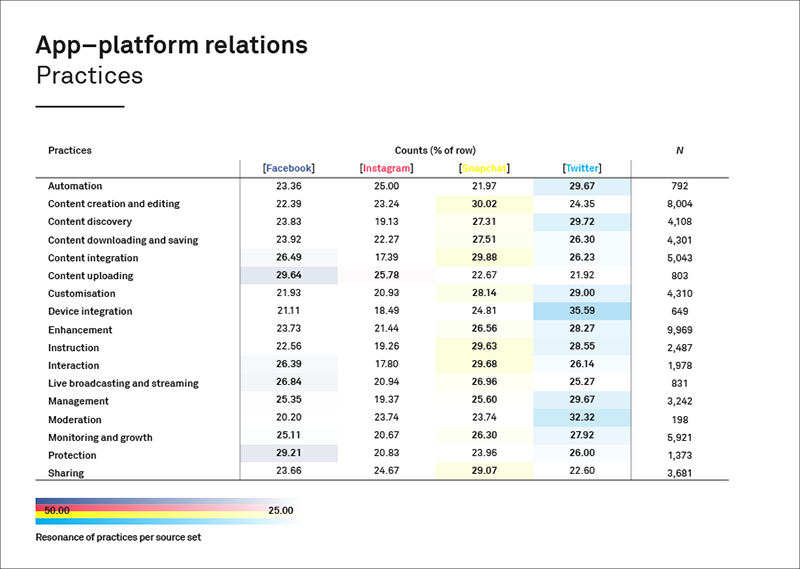 App–platform relations
Practices
Practices Counts (% of row) N
[Facebook] [Instagram] [Snapchat] [Twitter]
Automation 23.36 25.00 21.97 29.67 792
Content creation and editing 22.39 23.24 30.02 24.35 8,004
Content discovery 23.83 19.13 27.31 29.72 4,108
Content downloading and saving 23.92 22.27 27.51 26.30 4,301
Content integration 26.49 17.39 29.88 26.23 5,043
Content uploading 29.64 25.78 22.67 21.92 803
Customisation 21.93 20.93 28.14 29.00 4,310
Device integration 21.11 18.49 24.81 35.59 649
Enhancement 23.73 21.44 26.56 28.27 9,969
Instruction 22.56 19.26 29.63 28.55 2,487
Interaction 26.39 17.80 29.68 26.14 1,978
Live broadcasting and streaming 26.84 20.94 26.96 25.27 831
Management 25.35 19.37 25.60 29.67 3,242
Moderation 20.20 23.74 23.74 32.32 198
Monitoring and growth 25.11 20.67 26.30 27.92 5,921
Protection 29.21 20.83 23.96 26.00 1,373
Sharing 23.66 24.67 29.07 22.60 3,681
50.00 25.00
Resonance of practices per source set